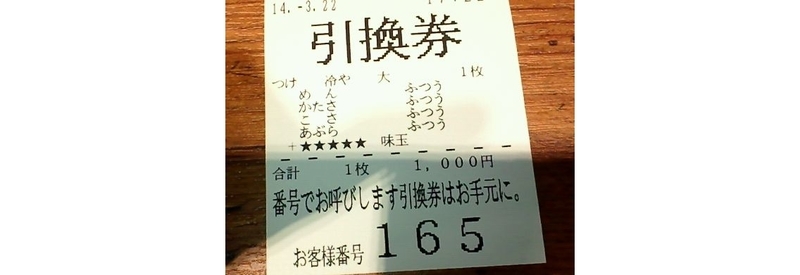 14.-3.22
引換券
つけ 冷や 大 1枚
めん ふつう
かたさ ふつう
こさ ふつう
あぶら ふつう
+★★★★★ 味玉
合計 1枚 1,000円
番号でお呼びします引換券はお手元に。
お客様番号 165